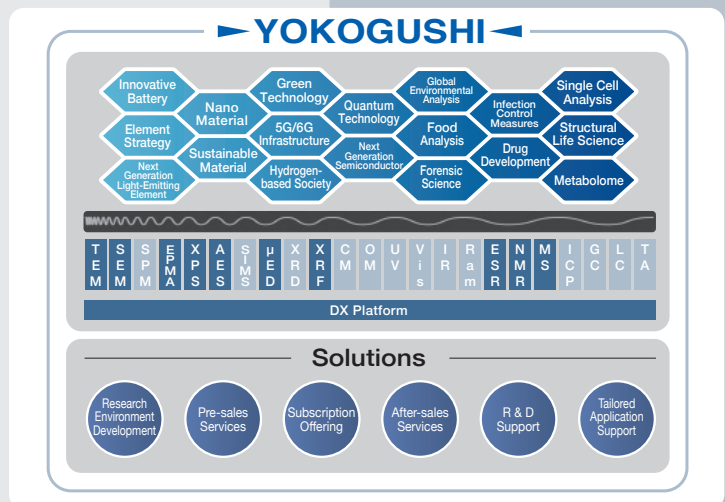 YOKOGUSHI
Innovative
Battery
Green
Technology
Global
Environmental
Analysis
Single Cell
Analysis
Nano
Material
Quantum
Technology
Infection
Control
Measures
Element
Strategy
5G/6G
Infrastructure
Food
Analysis
Structural
Life Science
Sustainable
Material
Next
Generation
Semiconductor
Drug
Development
Next
Generation
Light-Emitting
Element
Hydrogen-
based Society
Forensic
Science
Metabolome
TEM
SEM
SPM
EPMA
XPS
AES
SIMS
μED
XRD
XRF
CM
OM
UV
Vis
IR
Ram
ESR
NMR
MS
ICP
GC
LC
TA
DX Platform
Solutions
Research
Environment
Development
Pre-sales
Services
Subscription
Offering
After-sales
Services
R & D
Support
Tailored
Application
Support